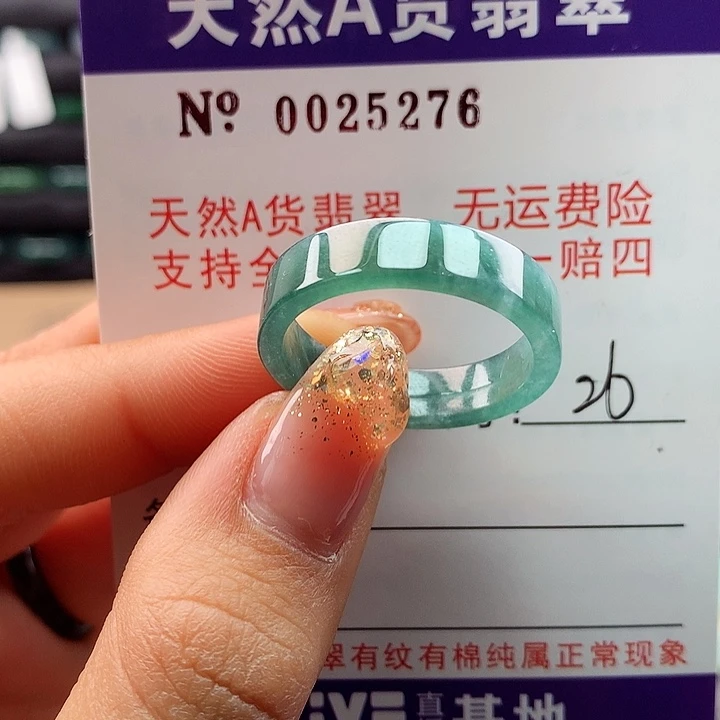 天然A货翡翠
Nº 0025276
天然A货翡翠 无运费险
支持全 一赔四
26
翠有纹有棉纯属正常现象
直 基地